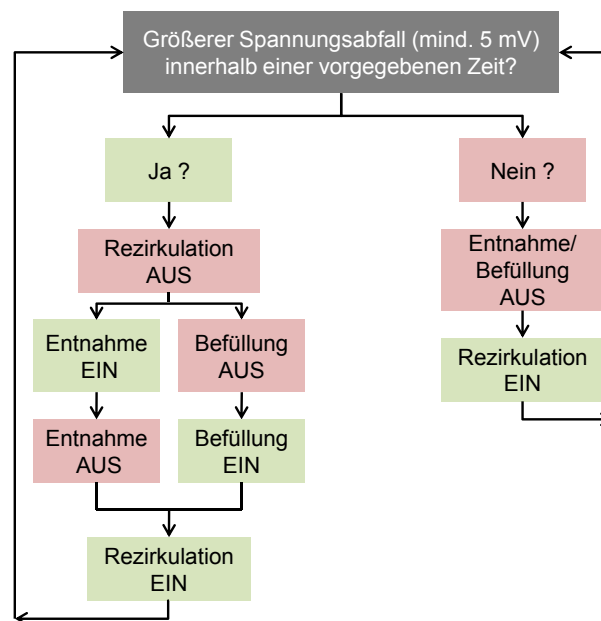 Größerer Spannungsabfall (mind. 5 mV)
innerhalb einer vorgegebenen Zeit?
Ja ?
Nein ?
Rezirkulation
AUS
Entnahme/
Befüllung
AUS
Entnahme
EIN
Befüllung
AUS
Rezirkulation
EIN
Entnahme
AUS
Befüllung
EIN
Rezirkulation
EIN